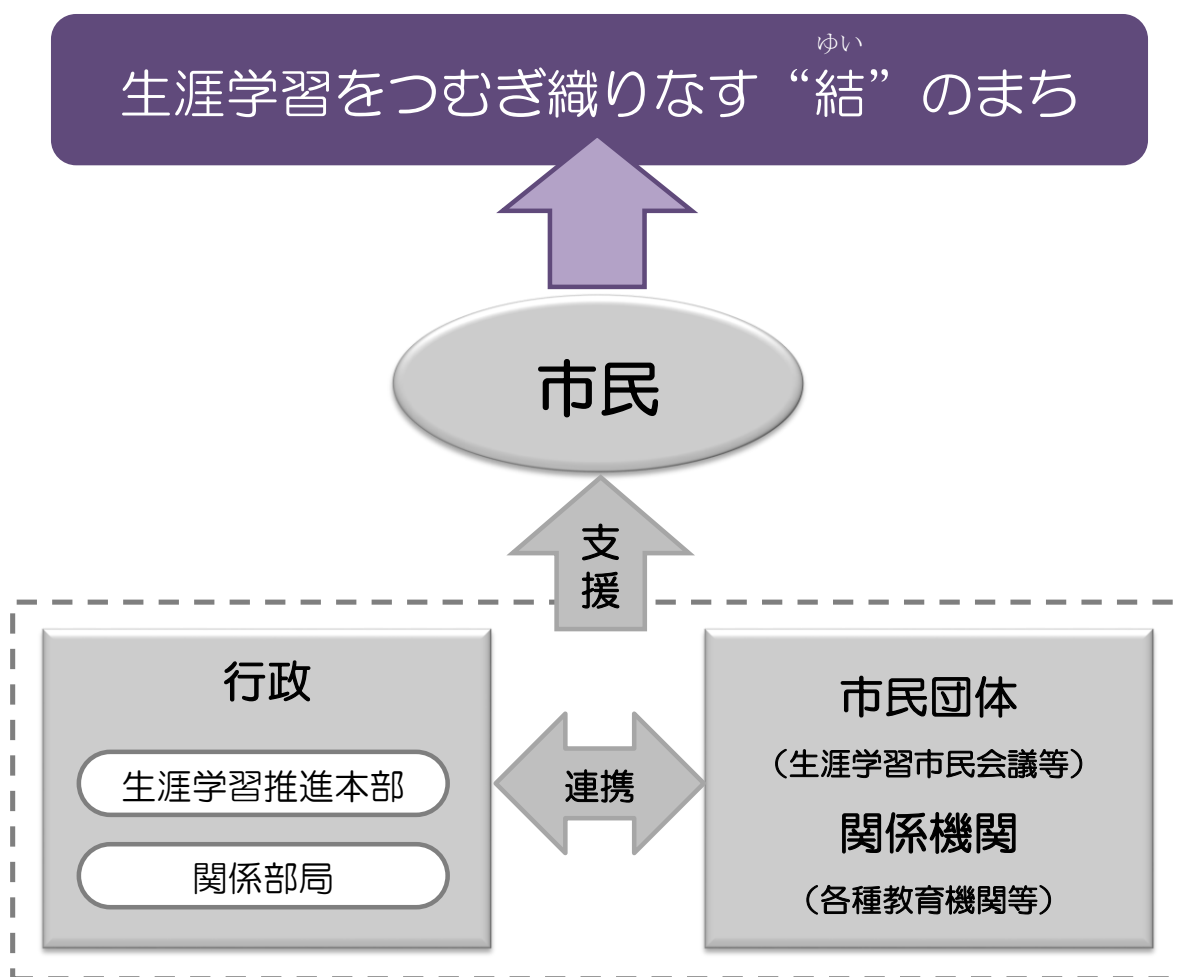 ゆい
生涯学習をつむぎ織りなす“結”のまち
市民
支
援
行政
生涯学習推進本部
関係部局
連携
市民団体
（生涯学習市民会議等）
関係機関
（各種教育機関等）